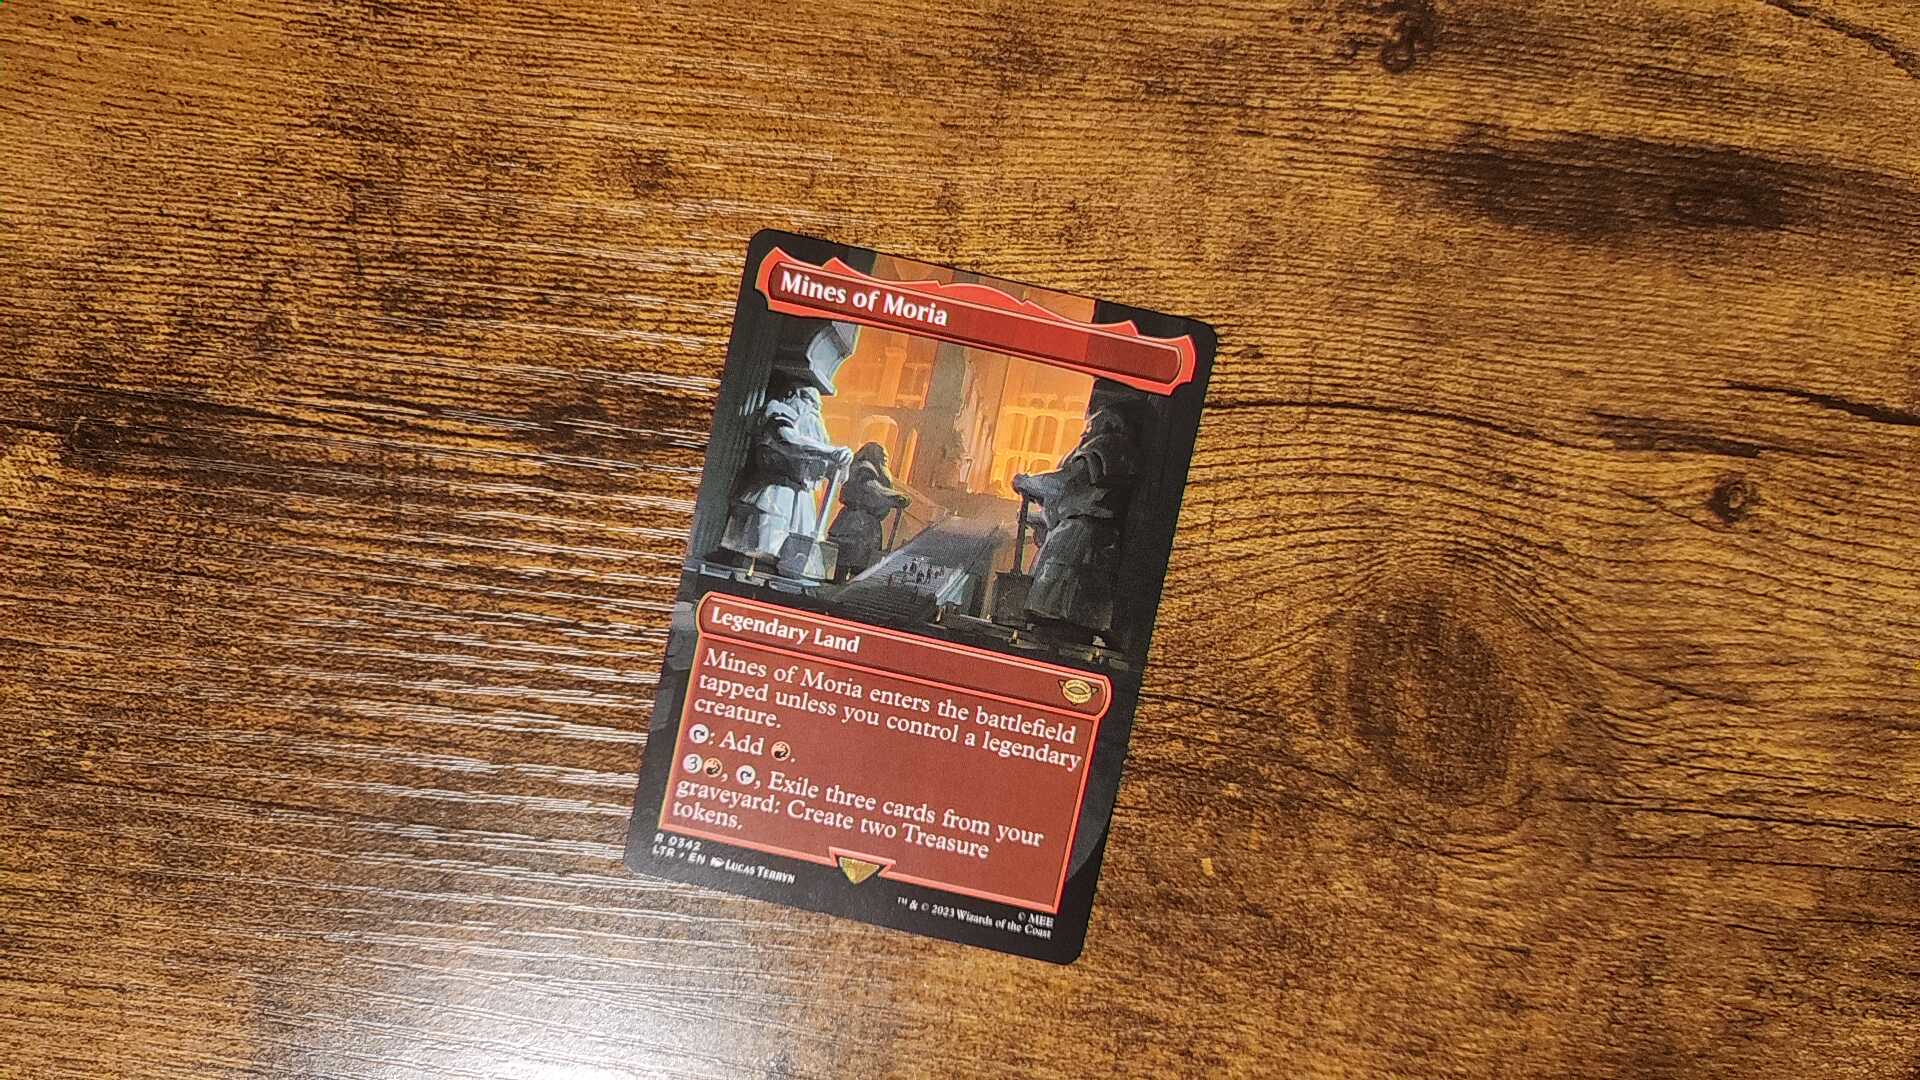 Mines of Moria
Legendary Land
Mines of Moria enters the battlefield
tapped unless you control a legendary
creature.
: Add .
3, , Exile three cards from your
graveyard: Create two Treasure
tokens.
R 0342
LTR • EN LUCAS TERRYN
™ & © 2023 Wizards of the Coast
© MEE